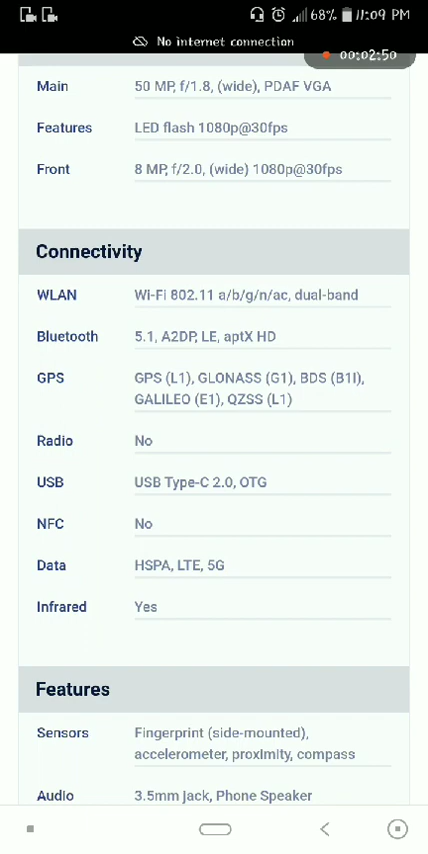 68% 11:09 PM
No internet connection
00:02:50
Main 50 MP, f/1.8, (wide), PDAF VGA
Features LED flash 1080p@30fps
Front 8 MP, f/2.0, (wide) 1080p@30fps
Connectivity
WLAN Wi-Fi 802.11 a/b/g/n/ac, dual-band
Bluetooth 5.1, A2DP, LE, aptX HD
GPS GPS (L1), GLONASS (G1), BDS (B1I),
GALILEO (E1), QZSS (L1)
Radio No
USB USB Type-C 2.0, OTG
NFC No
Data HSPA, LTE, 5G
Infrared Yes
Features
Sensors Fingerprint (side-mounted),
accelerometer, proximity, compass
Audio 3.5mm jack, Phone Speaker